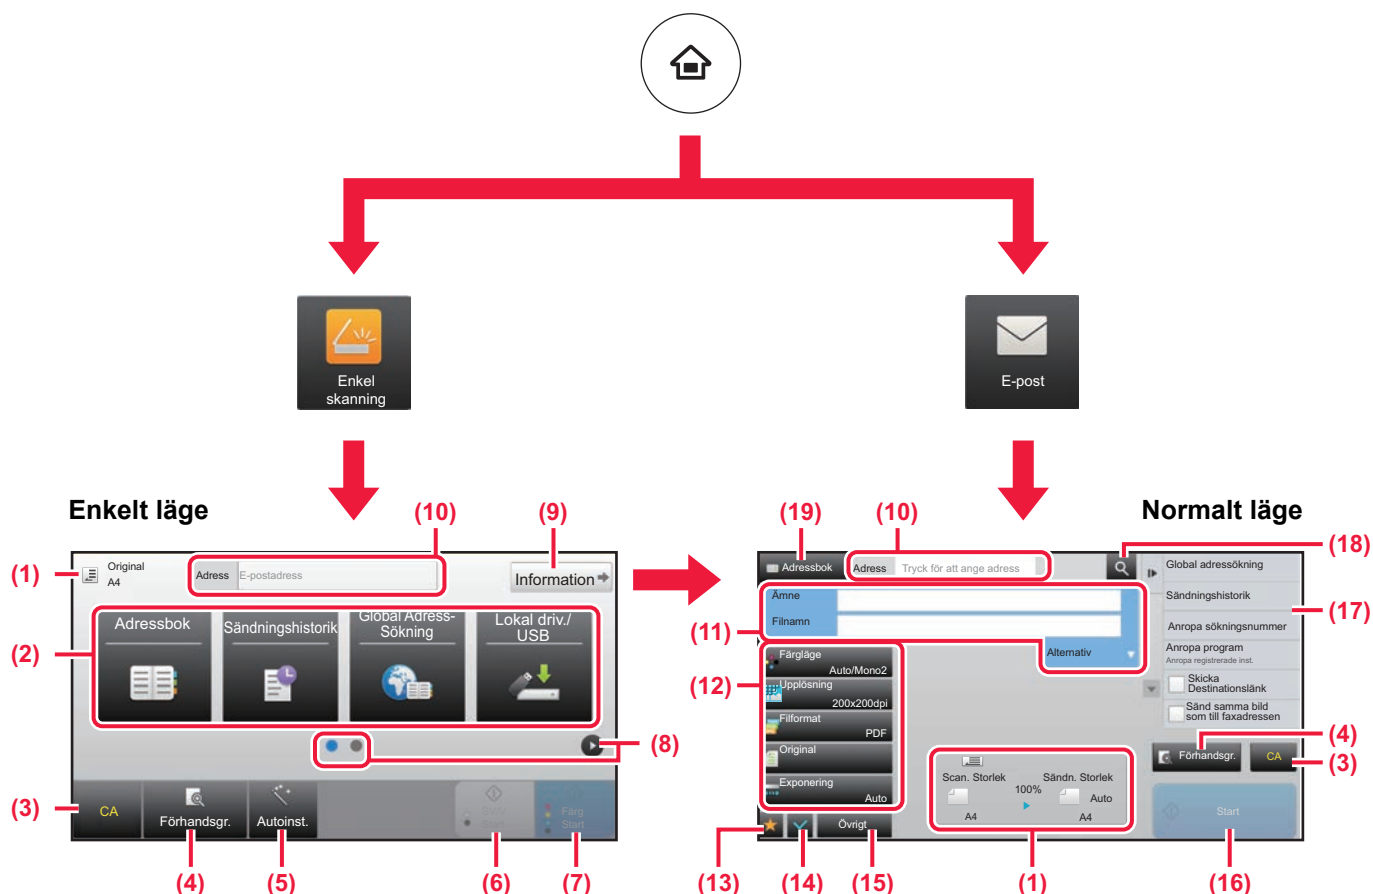 Enkel
skanning
E-post
Enkelt läge
Normalt läge
(10)
(9)
(1)
Original
A4
Adress
E-postadress
Information
(2)
Adressbok
Sändningshistorik
Global Adress-
Sökning
Lokal driv./
USB
(8)
(3)
CA
Förhandsgr.
Autoinst.
Färg
Start
(4)
(5)
(6)
(7)
(19)
(10)
(18)
Adressbok
Adress
Tryck för att ange adress
Global adressökning
Ämne
Sändningshistorik
(17)
(11)
Filnamn
Anropa sökningsnummer
Alternativ
Anropa program
Anropa registrerade inst.
(12)
Färgläge
Auto/Mono2
Skicka
Destinationslänk
Upplösning
200x200dpi
Sänd samma bild
som till faxadressen
Filformat
PDF
(4)
Original
Förhandsgr.
CA
(3)
Exponering
Auto
Scan. Storlek
100%
Sändn. Storlek
Auto
A4
A4
Start
Övrigt
(13)
(14)
(15)
(1)
(16)